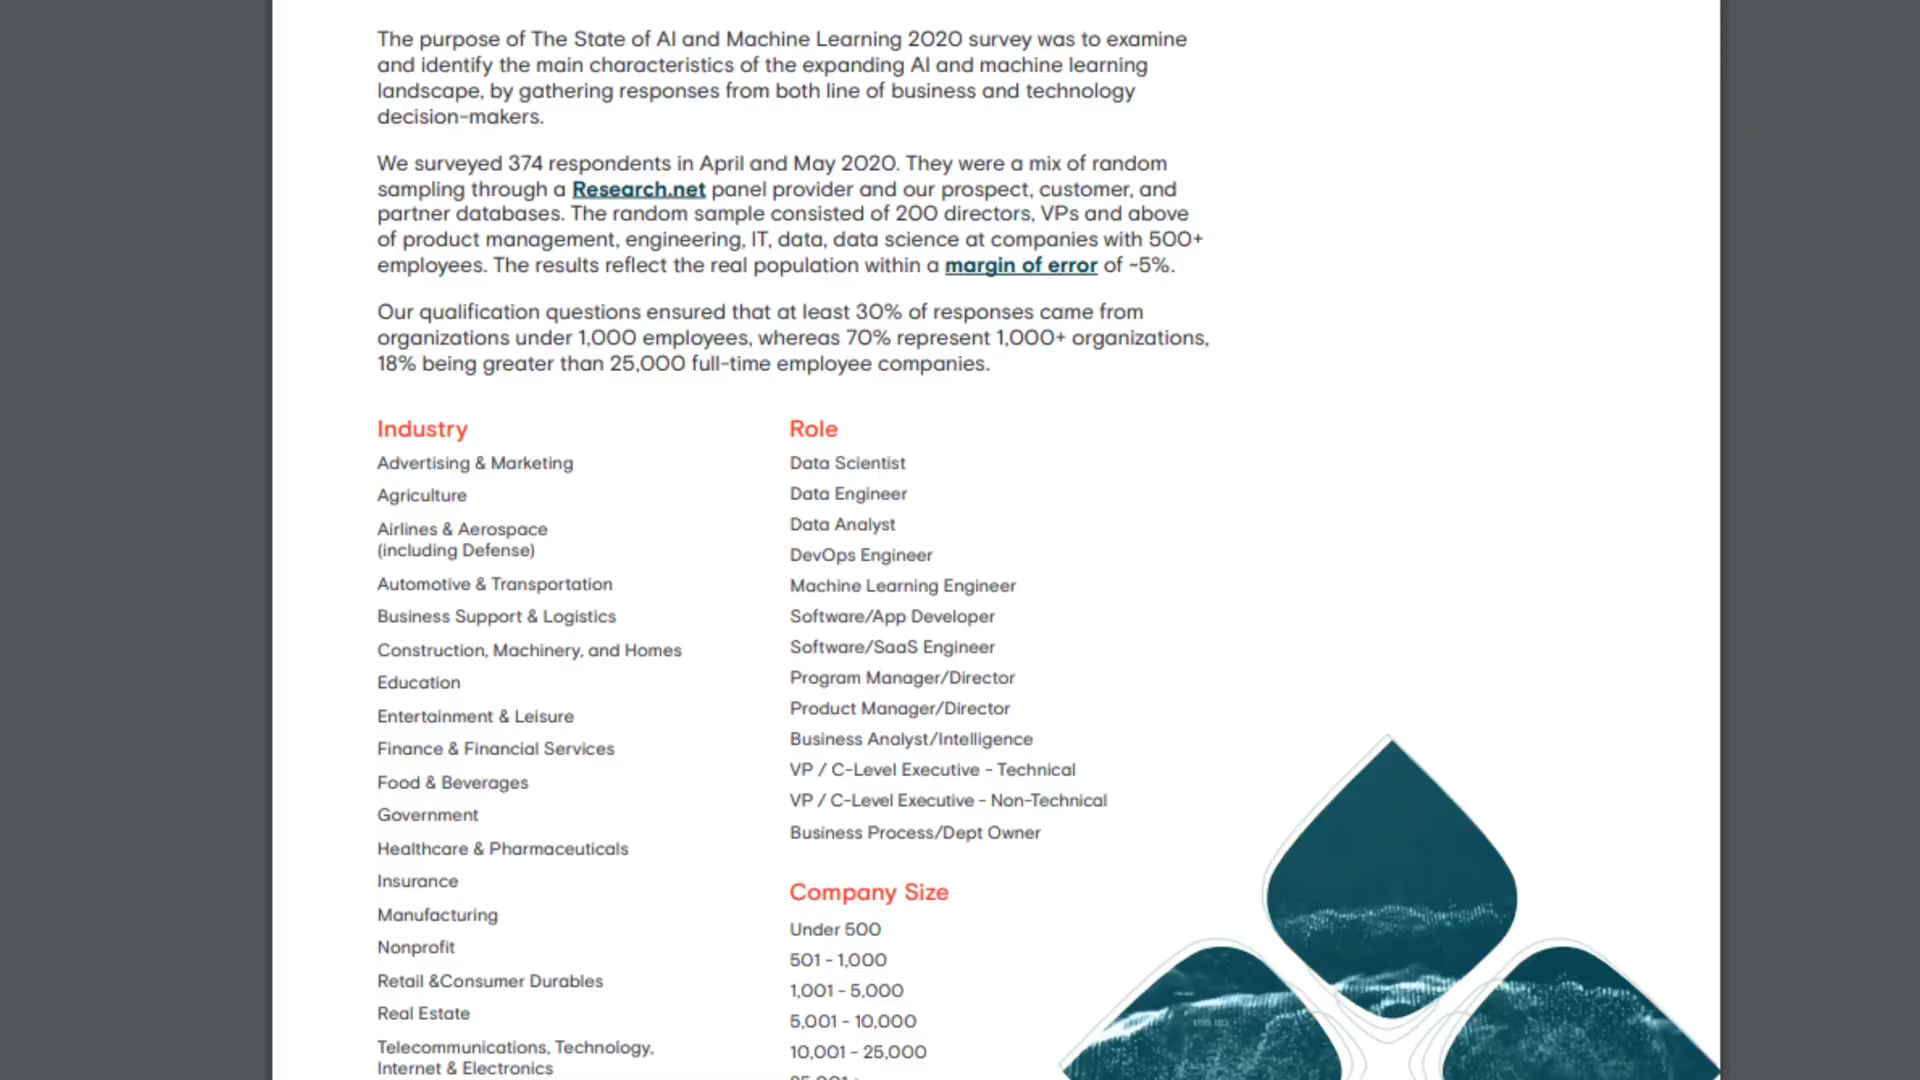 The purpose of The State of AI and Machine Learning 2020 survey was to examine
and identify the main characteristics of the expanding AI and machine learning
landscape, by gathering responses from both line of business and technology
decision-makers.
We surveyed 374 respondents in April and May 2020. They were a mix of random
sampling through a Research.net panel provider and our prospect, customer, and
partner databases. The random sample consisted of 200 directors, VPs and above
of product management, engineering, IT, data, data science at companies with 500+
employees. The results reflect the real population within a margin of error of ~5%.
Our qualification questions ensured that at least 30% of responses came from
organizations under 1,000 employees, whereas 70% represent 1,000+ organizations,
18% being greater than 25,000 full-time employee companies.
Industry
Advertising & Marketing
Agriculture
Airlines & Aerospace
(including Defense)
Automotive & Transportation
Business Support & Logistics
Construction, Machinery, and Homes
Education
Entertainment & Leisure
Finance & Financial Services
Food & Beverages
Government
Healthcare & Pharmaceuticals
Insurance
Manufacturing
Nonprofit
Retail &Consumer Durables
Real Estate
Telecommunications, Technology,
Internet & Electronics
Role
Data Scientist
Data Engineer
Data Analyst
DevOps Engineer
Machine Learning Engineer
Software/App Developer
Software/SaaS Engineer
Program Manager/Director
Product Manager/Director
Business Analyst/Intelligence
VP / C-Level Executive - Technical
VP / C-Level Executive - Non-Technical
Business Process/Dept Owner
Company Size
Under 500
501 - 1,000
1,001 - 5,000
5,001 - 10,000
10,001 - 25,000